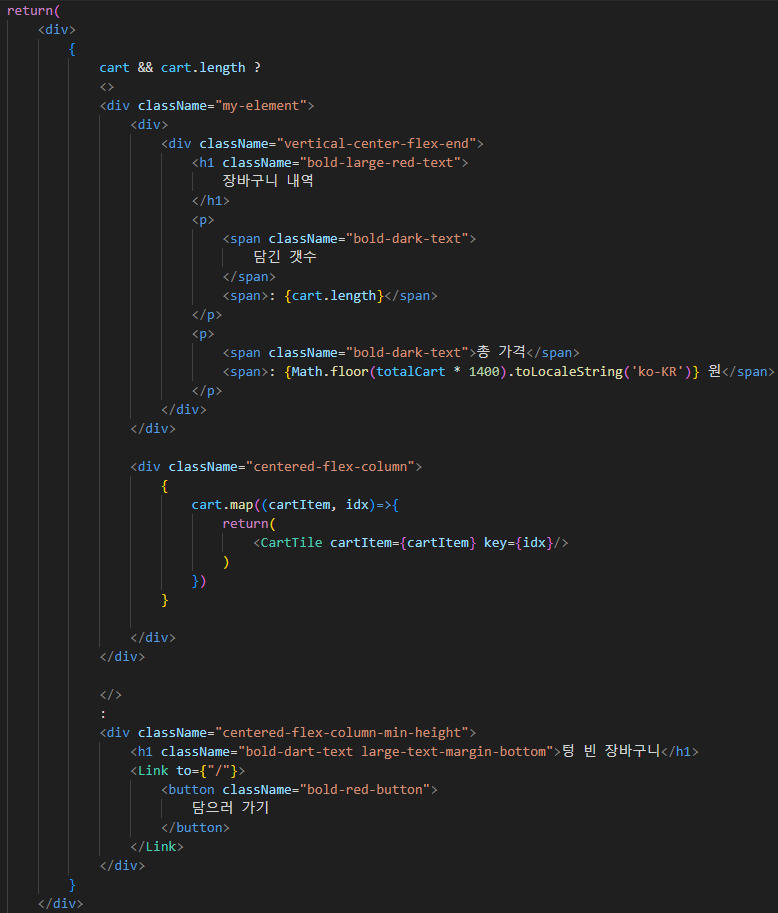 return(
<div>
{
cart && cart.length ?
<>
<div className="my-element">
<div>
<div className="vertical-center-flex-end">
<h1 className="bold-large-red-text">
장바구니 내역
</h1>
<p>
<span className="bold-dark-text">
담긴 갯수
</span>
<span>: {cart.length}</span>
</p>
<p>
<span className="bold-dark-text">총 가격</span>
<span>: {Math.floor(totalCart * 1400).toLocaleString('ko-KR')} 원</span>
</p>
</div>
</div>
<div className="centered-flex-column">
{
cart.map((cartItem, idx)=>{
return(
<CartTile cartItem={cartItem} key={idx}/>
)
})
}
</div>
</div>
</>
:
<div className="centered-flex-column-min-height">
<h1 className="bold-dart-text large-text-margin-bottom">텅 빈 장바구니</h1>
<Link to={"/"}>
<button className="bold-red-button">
담으러 가기
</button>
</Link>
</div>
}
</div>